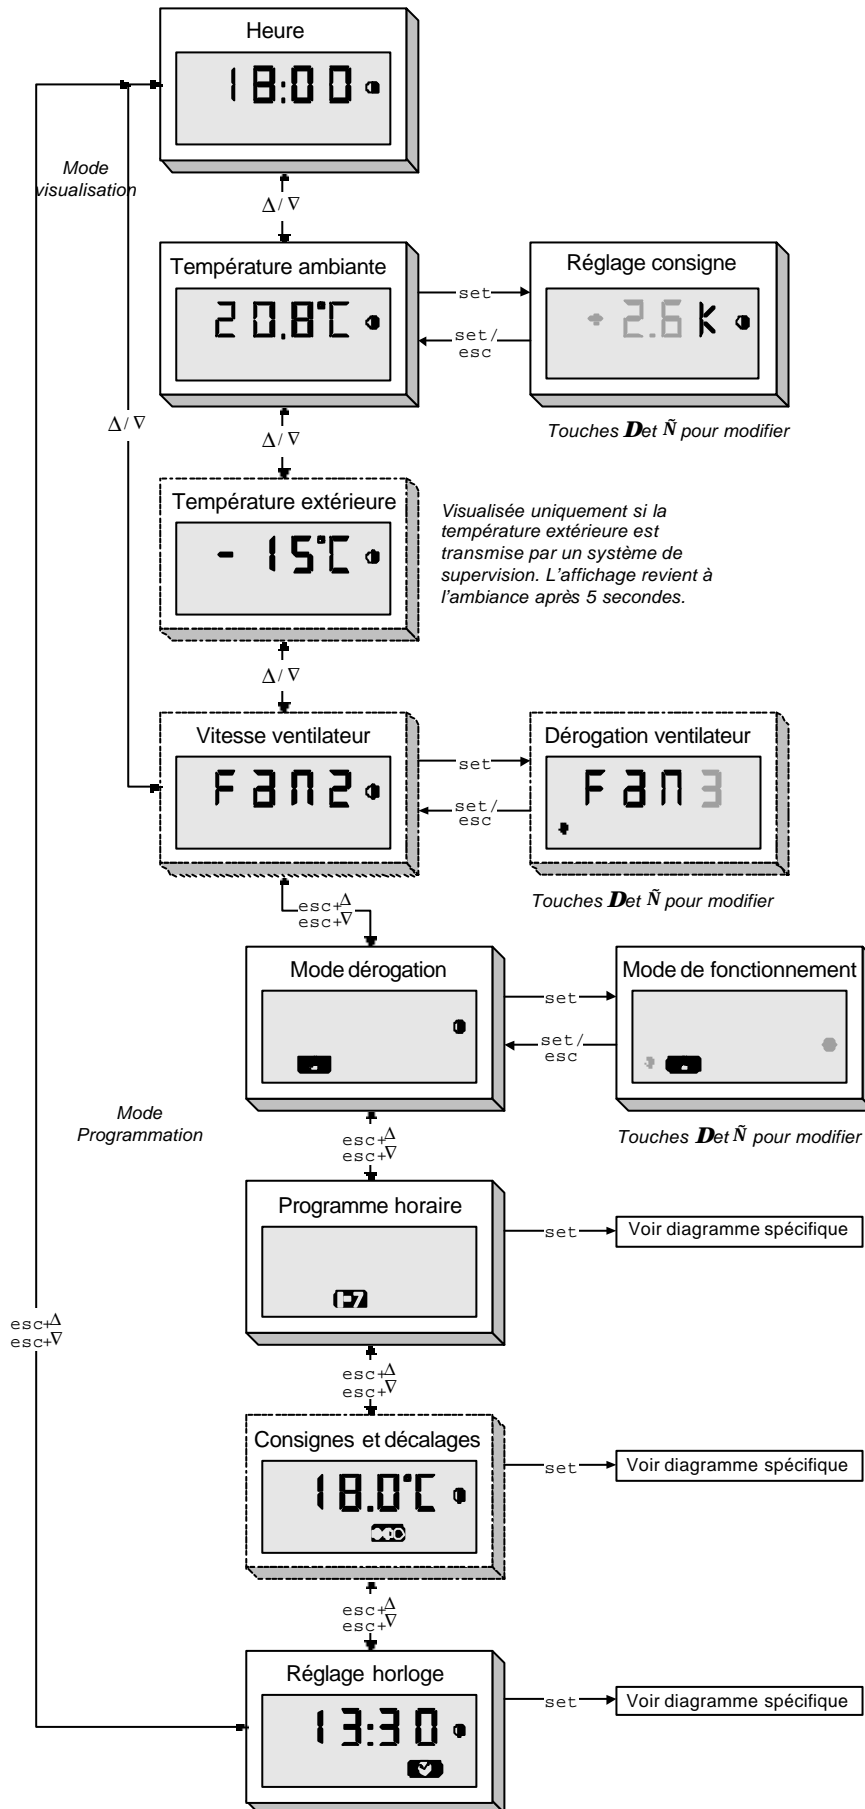 Heure
18:00
Mode
visualisation
Δ/∇
Température ambiante
20.8°C
set
set/
esc
Réglage consigne
2.6 K
Touches D et Ñ pour modifier
Δ/∇
Δ/∇
Température extérieure
- 15°C
Visualisée uniquement si la
température extérieure est
transmise par un système de
supervision. L'affichage revient à
l'ambiance après 5 secondes.
Δ/∇
Vitesse ventilateur
FAN2
set
set/
esc
Dérogation ventilateur
FAN 3
Touches D et Ñ pour modifier
esc+Δ
esc+∇
Mode dérogation
set
set/
esc
Mode de fonctionnement
Touches D et Ñ pour modifier
Mode
Programmation
esc+Δ
esc+∇
Programme horaire
1-7
set
Voir diagramme spécifique
esc+Δ
esc+∇
esc+Δ
esc+∇
Consignes et décalages
18.0°C
set
Voir diagramme spécifique
esc+Δ
esc+∇
Réglage horloge
13:30
set
Voir diagramme spécifique